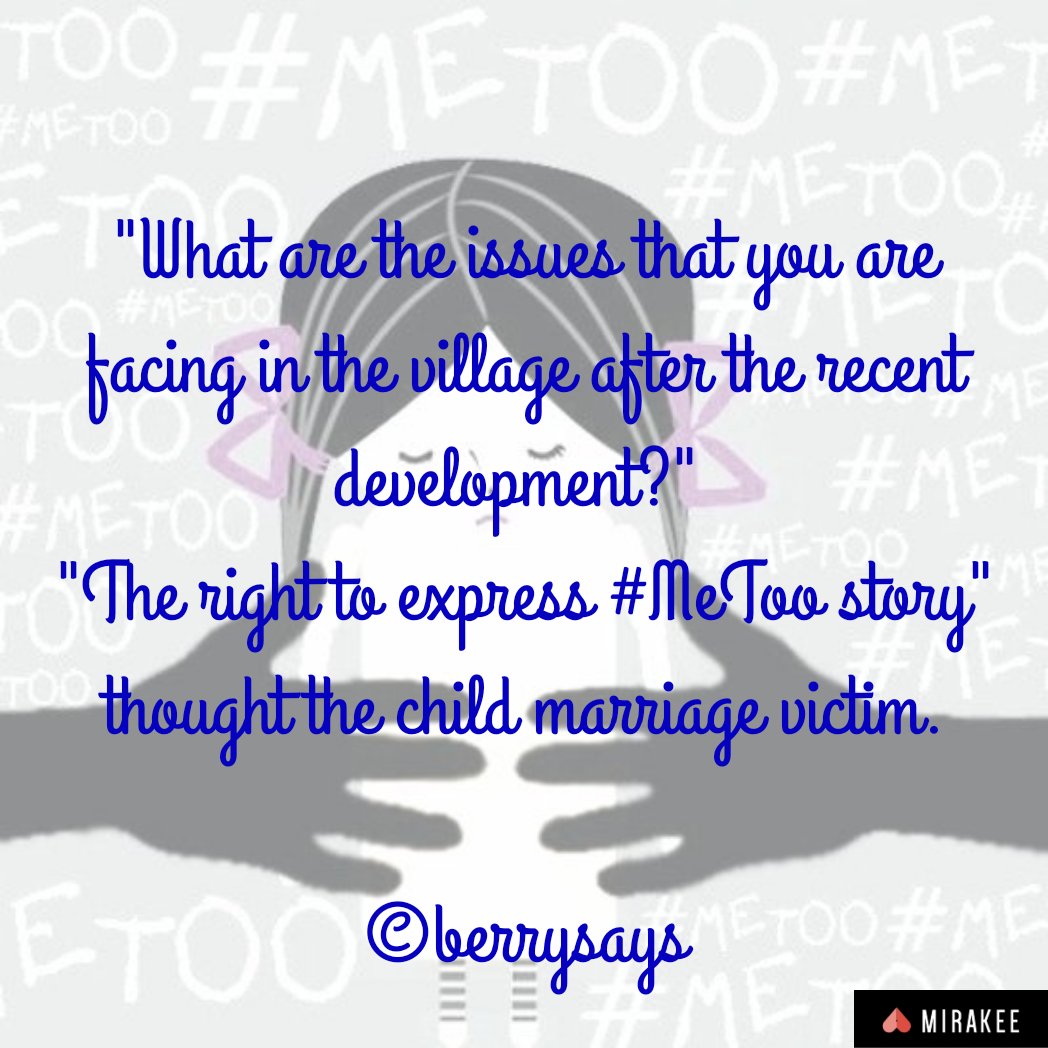 #METOO
"What are the issues that you are
facing in the village after the recent
development?"
"The right to express #MeToo story"
thought the child marriage victim.
©berrysays
MIRAKEE